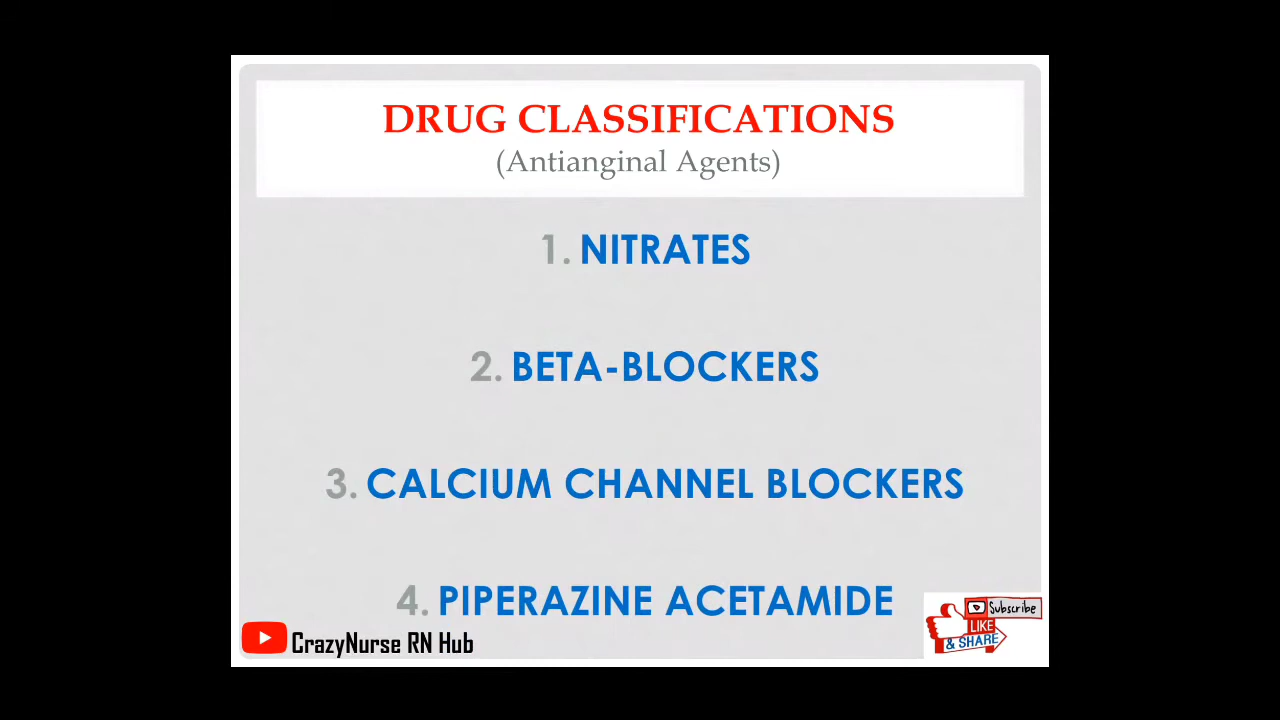 DRUG CLASSIFICATIONS
(Antianginal Agents)
1. NITRATES
2. BETA-BLOCKERS
3. CALCIUM CHANNEL BLOCKERS
4. PIPERAZINE ACETAMIDE
CrazyNurse RN Hub
Subscribe
LIKE
& SHARE